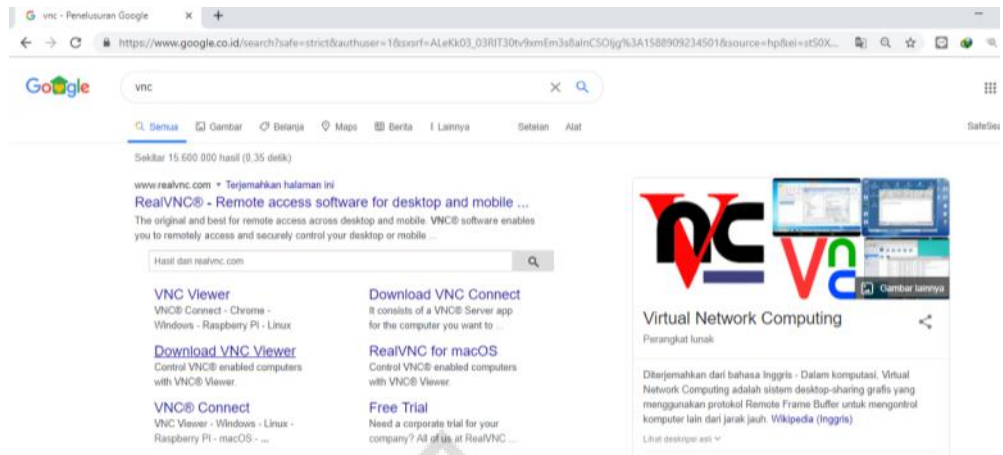 vnc - Penelusuran Google
https://www.google.co.id/search?safe=strict&authuser=1&sxsrf=ALeKk03_03RIT30tv9xmEm3s8aInCSOIjg%3A1588909234501&source=hp&ei=stS0X...
Google
vnc
Semua Gambar Belanja Maps Berita Lainnya Setelan Alat
SafeSea
Sekitar 15.600.000 hasil (0,35 detik)
www.realvnc.com Terjemahkan halaman ini
RealVNC® - Remote access software for desktop and mobile ...
The original and best for remote access across desktop and mobile. VNC® software enables
you to remotely access and securely control your desktop or mobile ...
Hasil dari realvnc.com
VNC Viewer
VNC® Connect - Chrome -
Windows - Raspberry Pi - Linux
Download VNC Connect
It consists of a VNC® Server app
for the computer you want to ...
Download VNC Viewer
Control VNC® enabled computers
with VNC® Viewer.
RealVNC for macOS
Control VNC® enabled computers
with VNC® Viewer.
VNC® Connect
VNC Viewer - Windows - Linux -
Raspberry PI - macOS - ...
Free Trial
Need a corporate trial for your
company? All of us at RealVNC ...
Vnc
Vnc
Gambar lainnya
Virtual Network Computing
Perangkat lunak
Diterjemahkan dari bahasa Inggris - Dalam komputasi, Virtual
Network Computing adalah sistem desktop-sharing grafis yang
menggunakan protokol Remote Frame Buffer untuk mengontrol
komputer lain dari jarak jauh. Wikipedia (Inggris)
Lihat deskripsi asli